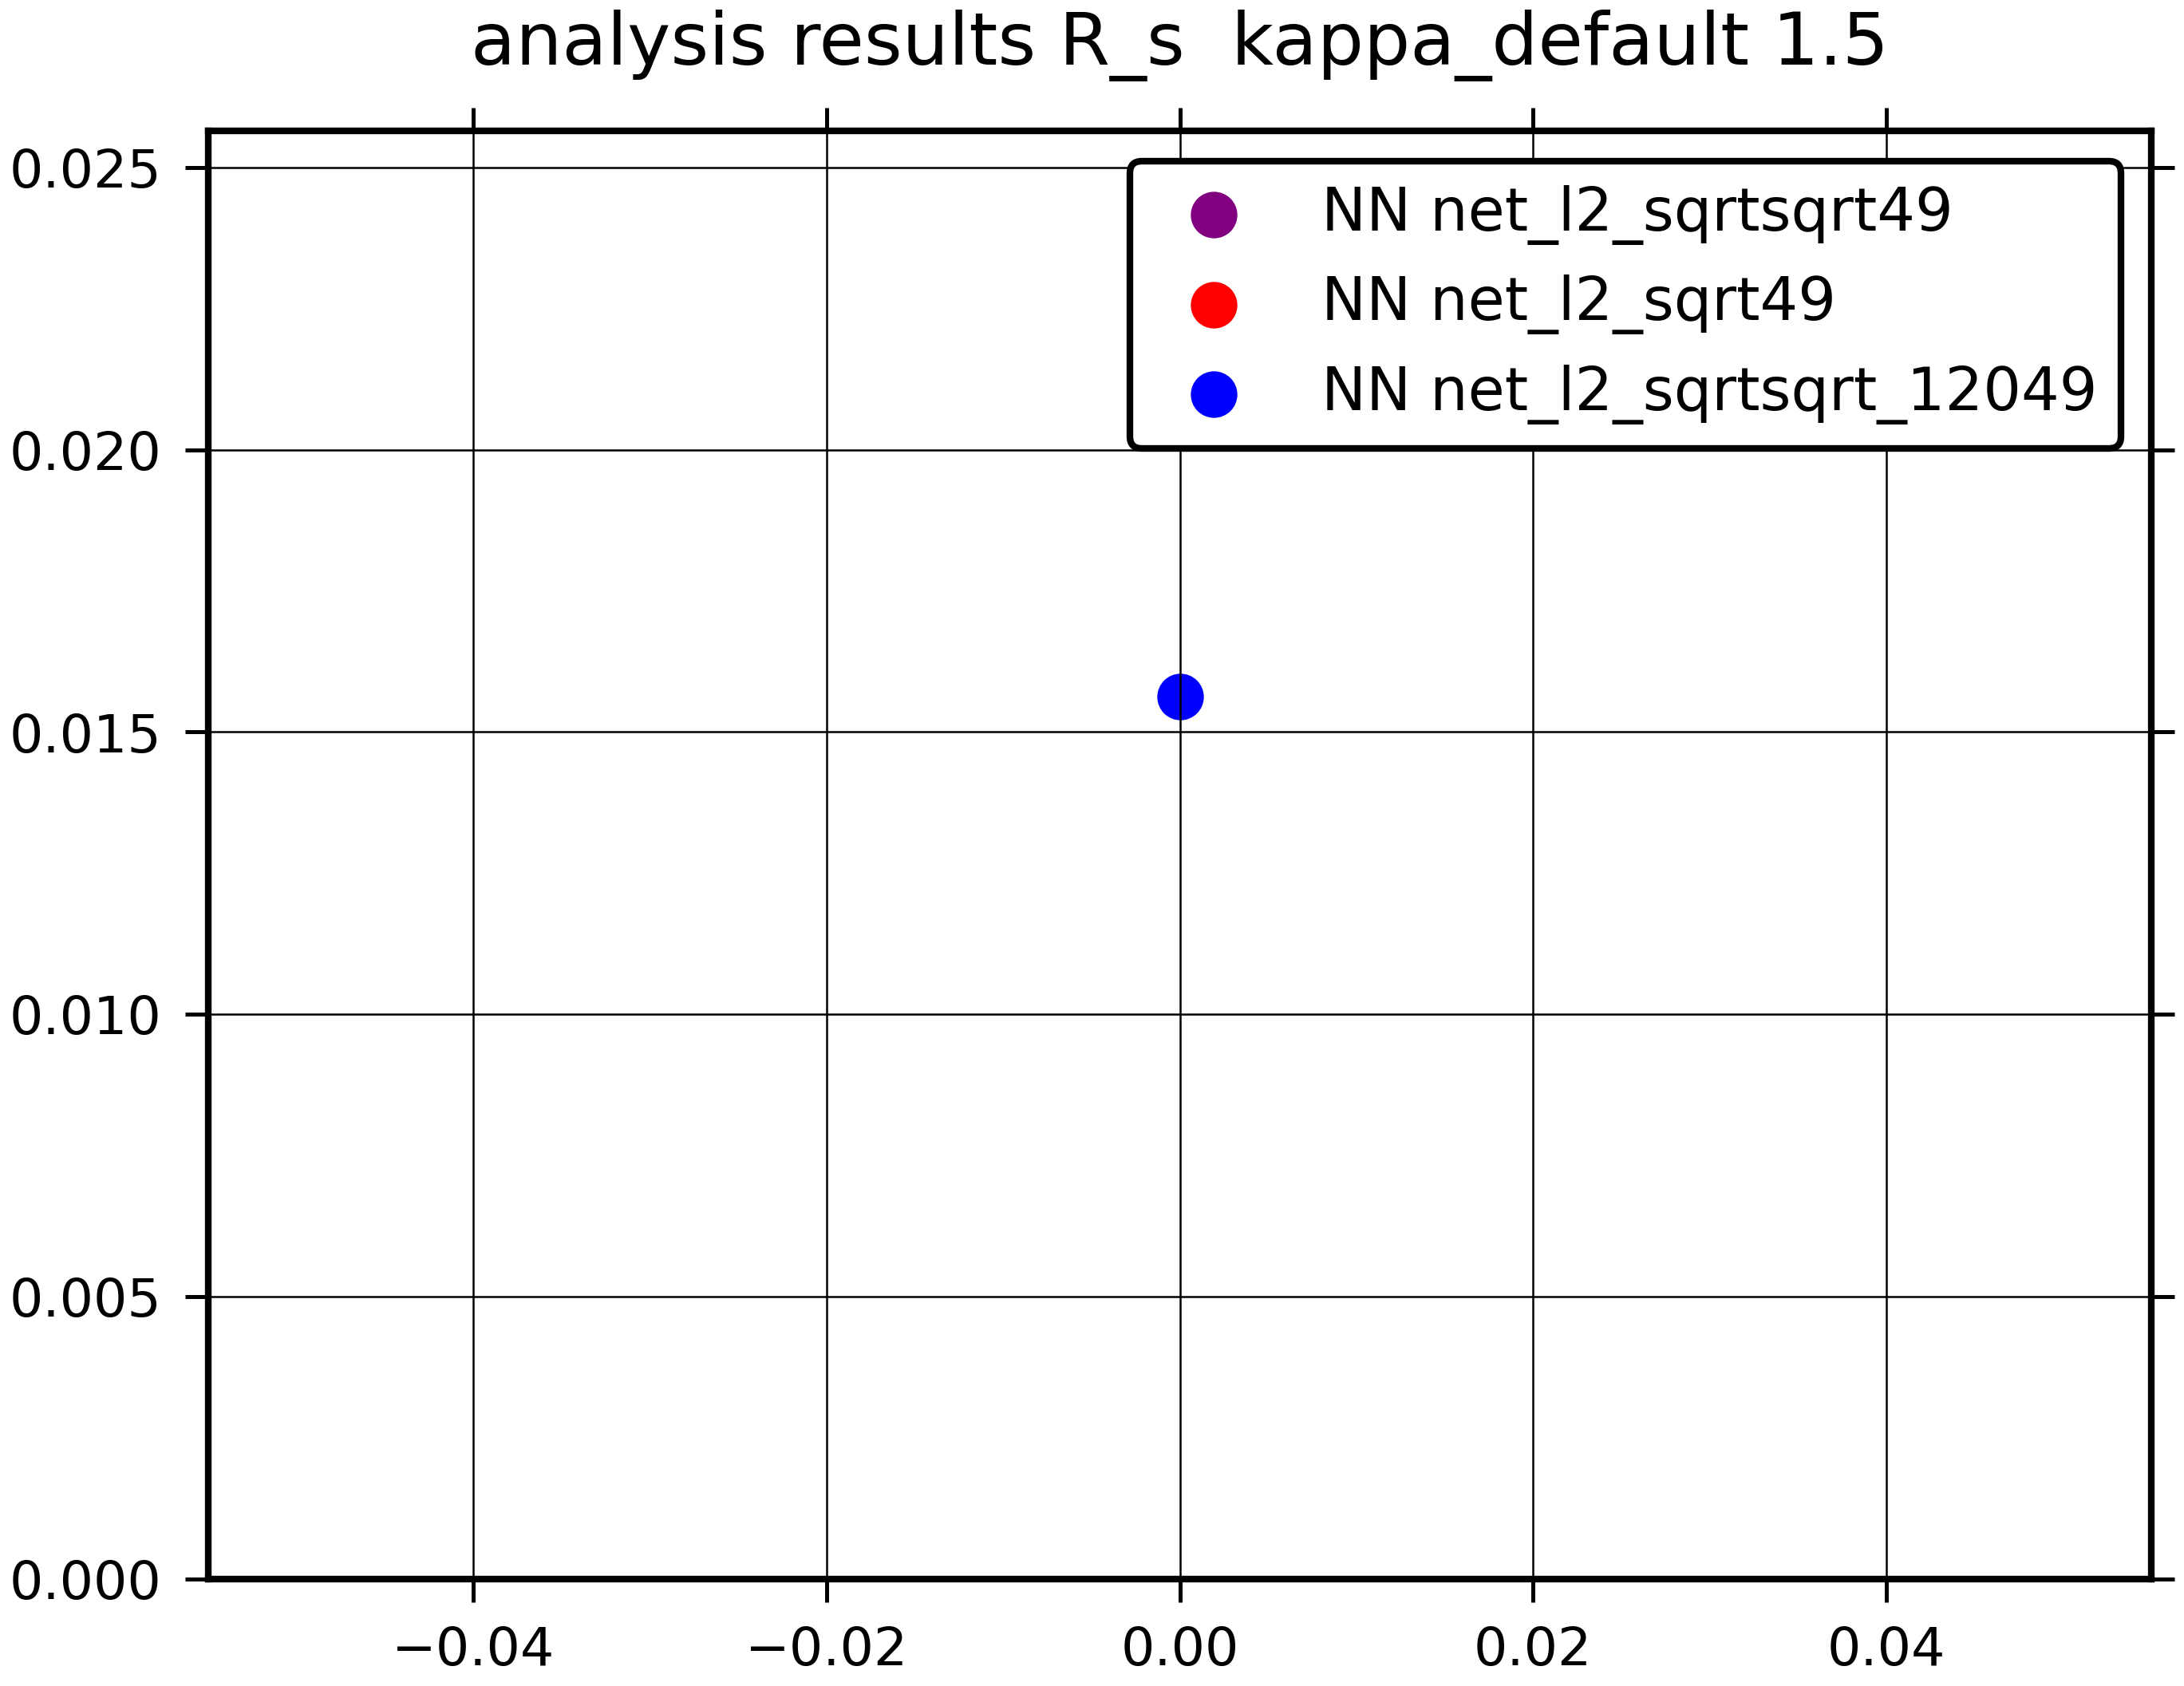 analysis results R_s  kappa_default 1.5
0.025
0.020
0.015
0.010
0.005
0.000
NN net_l2_sqrtsqrt49
NN net_l2_sqrt49
NN net_l2_sqrtsqrt_12049
−0.04 −0.02 0.00 0.02 0.04